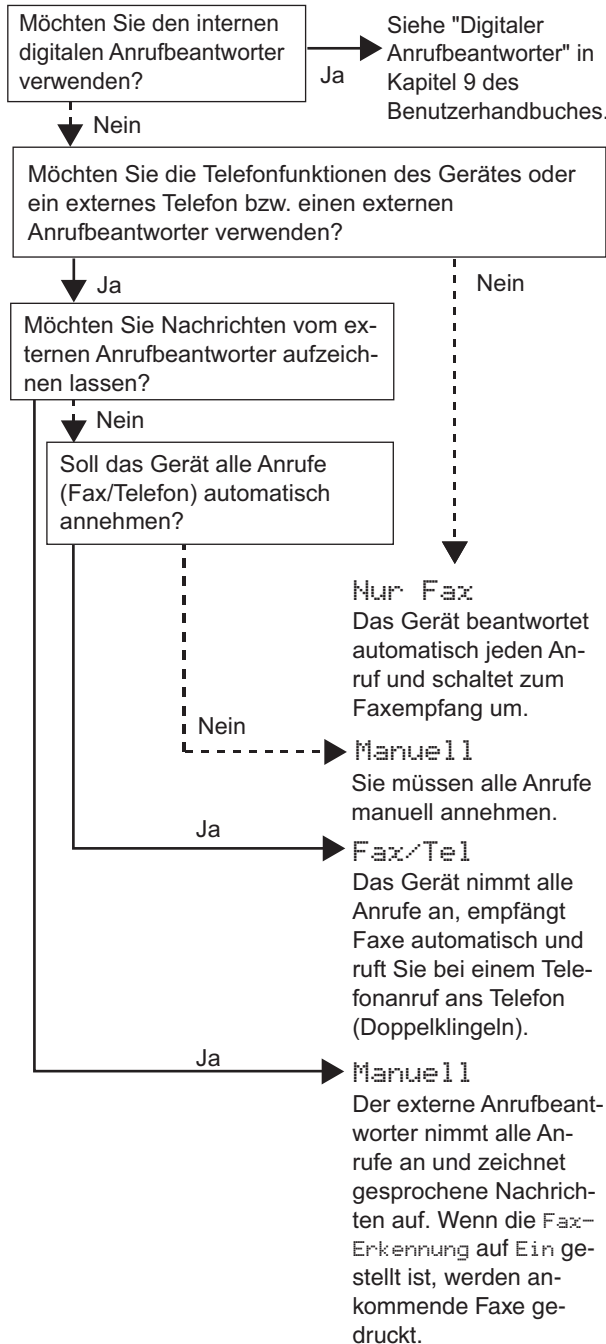 Möchten Sie den internen
digitalen Anrufbeantworter
verwenden?
Ja
Siehe "Digitaler
Anrufbeantworter" in
Kapitel 9 des
Benutzerhandbuches.
Nein
Möchten Sie die Telefonfunktionen des Gerätes oder
ein externes Telefon bzw. einen externen
Anrufbeantworter verwenden?
Ja
Nein
Möchten Sie Nachrichten vom ex-
ternen Anrufbeantworter aufzeich-
nen lassen?
Nein
Soll das Gerät alle Anrufe
(Fax/Telefon) automatisch
annehmen?
Nur Fax
Das Gerät beantwortet
automatisch jeden An-
ruf und schaltet zum
Faxempfang um.
Nein
Manuell
Sie müssen alle Anrufe
manuell annehmen.
Ja
Fax/Tel
Das Gerät nimmt alle
Anrufe an, empfängt
Faxe automatisch und
ruft Sie bei einem Tele-
fonanruf ans Telefon
(Doppelklingeln).
Ja
Manuell
Der externe Anrufbeant-
worter nimmt alle An-
rufe an und zeichnet
gesprochene Nachrich-
ten auf. Wenn die Fax-
Erkennung auf Ein ge-
stellt ist, werden an-
kommende Faxe ge-
druckt.